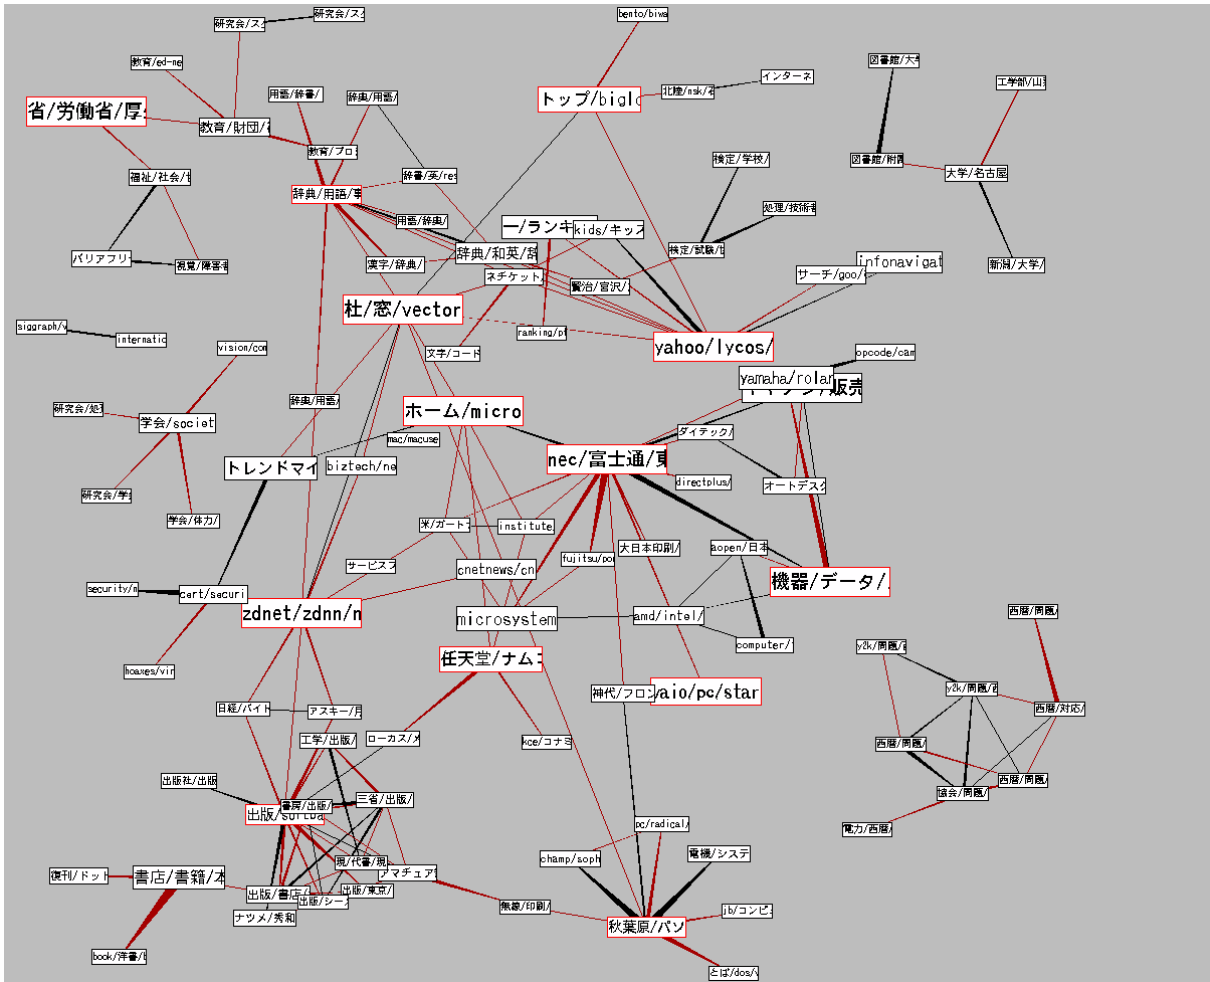 研究会/ス
研究会/ス
bento/biwa
教育/ed-ne
図書館/大
インターネ
工学部/山
用語/辞書/
辞典/用語/
トップ/biglo
北陸/nsk/
省/労働省/厚
教育/財団/
教育/プロ
検定/学校/
図書館/附
大学/名古屋
福祉/社会/
辞書/英/re
辞典/用語/
用語/辞典/
処理/技術
ー/ランキ
kids/キッズ
検定/試験/
辞典/和英/辞
バリアフリー
視覚/障害者
漢字/辞典/
ネチケット
賢治/宮沢/
サーチ/goo/
infonavigat
新潟/大学/
杜/窓/vector
siggraph/
internatio
ranking/p
yahoo/lycos/
vision/com
文字/コード
opcode/cam
yamaha/rolan
/販売
辞典/用語/
研究会/
学会/societ
ホーム/micro
mac/macuse
ダイテック/
トレンドマイ
biztech/ne
nec/富士通/東
directplus/
オートデスク
研究会/学
学会/体力/
米/ガート
institute
fujitsu/po
大日本印刷/
aopen/日本
サービス
cnetnews/cn
機器/データ/
security/n
cert/securi
zdnet/zdnn/n
microsystem
amd/intel/
西暦/問題/
computer/
y2k/問題/
任天堂/ナムコ
hoaxes/vir
神代/フロン
vaio/pc/star
y2k/問題/
日経/バイト
アスキー/月
西暦/対応/
工学/出版/
ローカス/
kce/コナミ
西暦/問題/
出版社/出版
西暦/問題/
協会/問題/
三省/出版/
書房/出版/
出版/softba
pc/radical/
電力/西暦/
現/代書/現
champ/soph
電機/システ
復刊/ドット
書店/書籍/本
アマチュア
出版/書店/
出版/東京/
出版/シー
ナツメ/秀和
無線/印刷/
jb/コンピ
秋葉原/パソ
book/洋書/
とば/dos/v